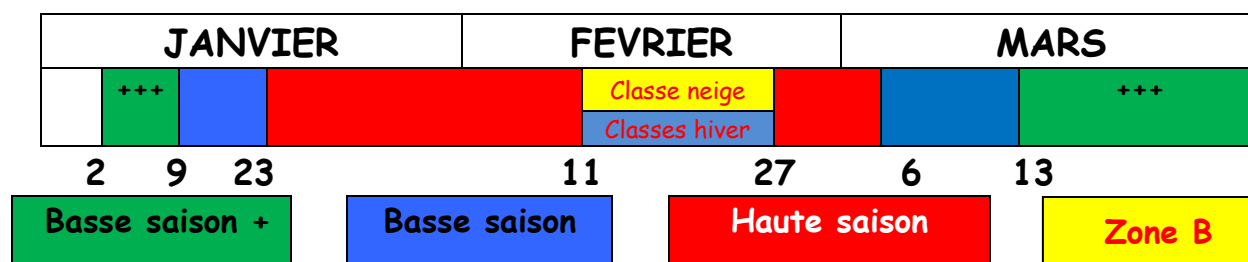 JANVIER FEVRIER MARS
+++ Classe neige +++
Classes hiver
2 9 23 11 27 6 13
Basse saison + Basse saison Haute saison Zone B